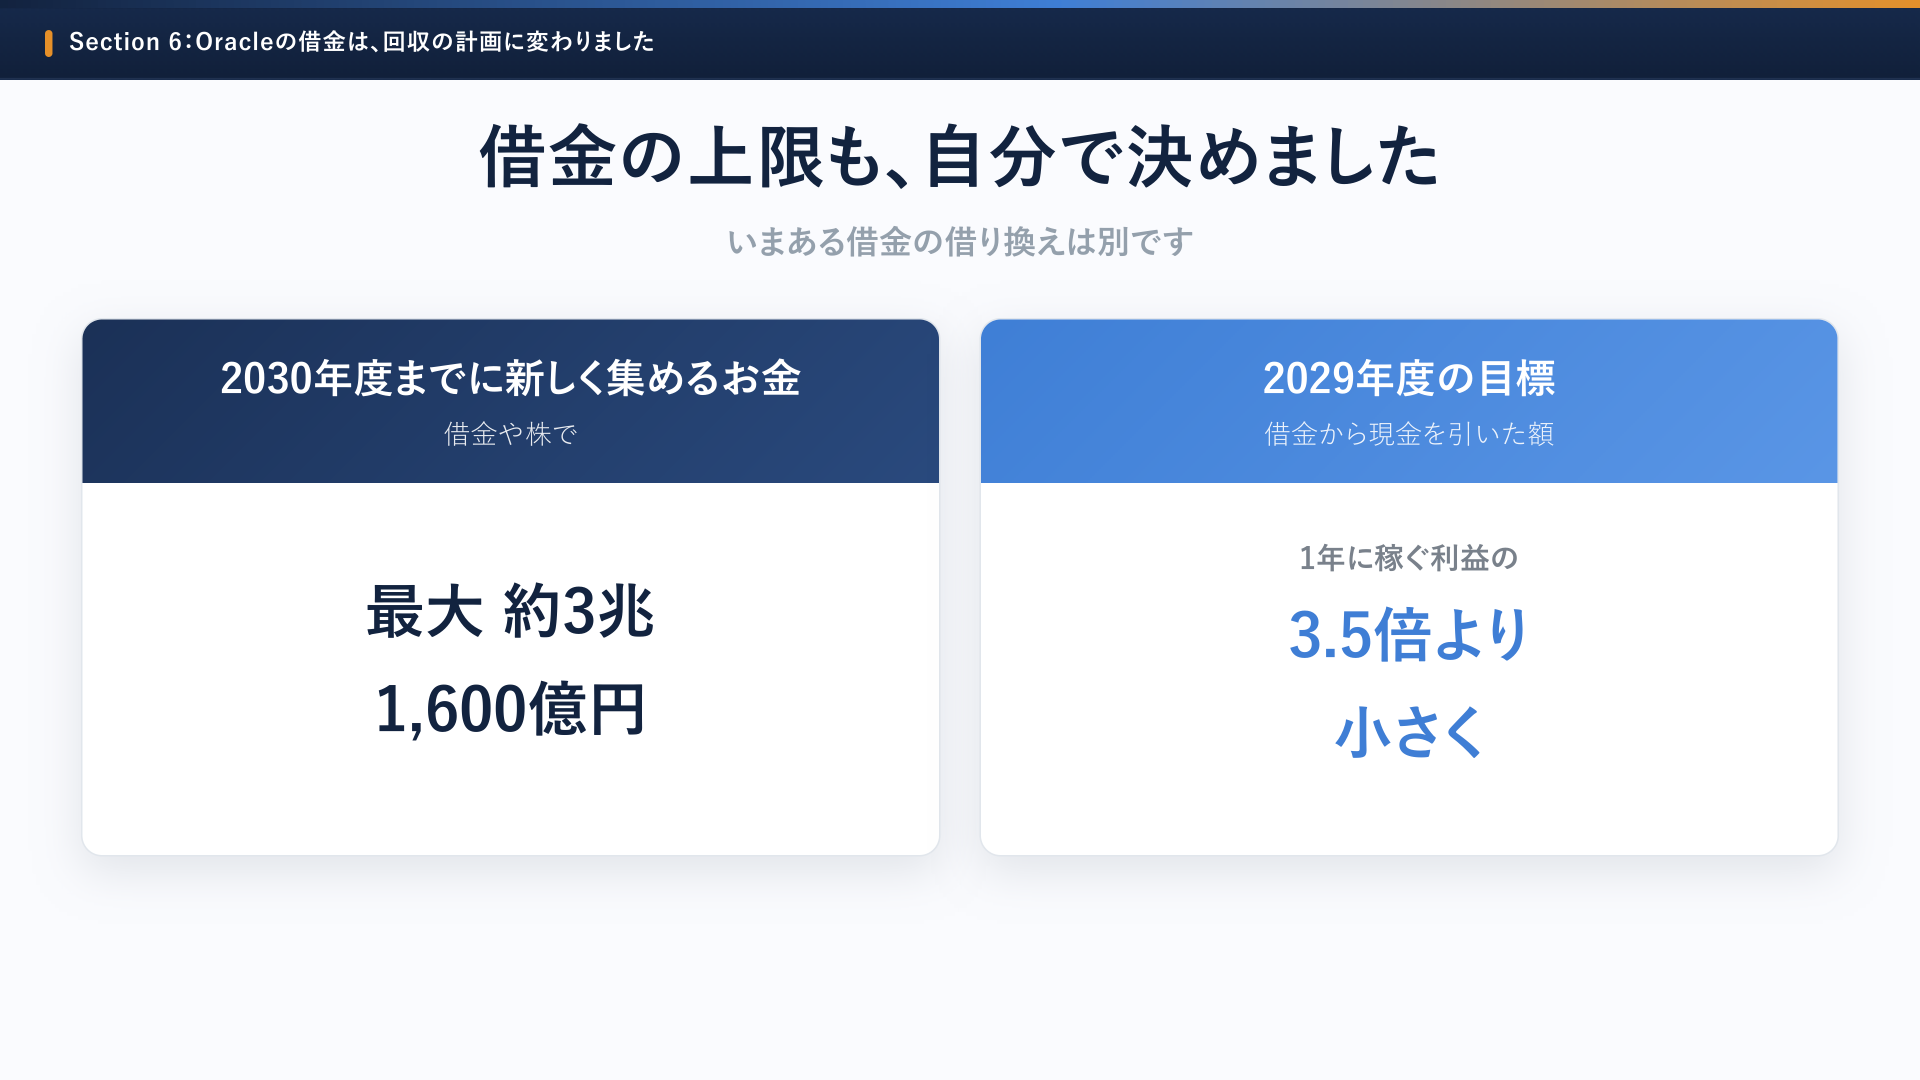 Section 6：Oracleの借金は、回収の計画に変わりました
借金の上限も、自分で決めました
いまある借金の借り換えは別です
2030年度までに新しく集めるお金
借金や株で
最大 約3兆
1,600億円
2029年度の目標
借金から現金を引いた額
1年に稼ぐ利益の
3.5倍より
小さく